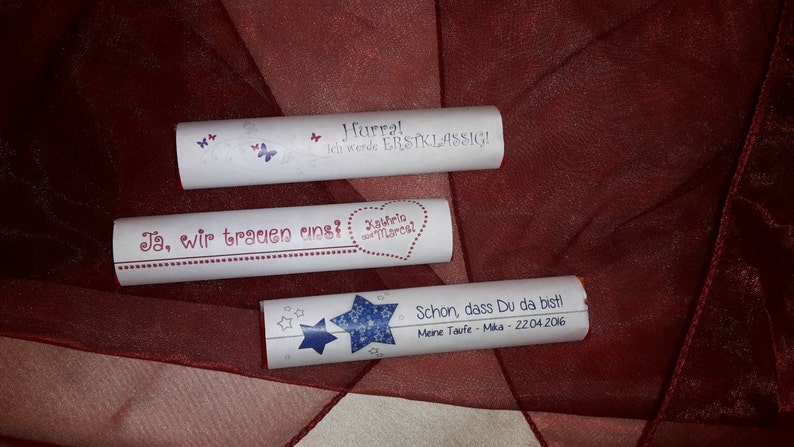 Hurra!
Ich werde ERSTKLASSIG!
Ja, wir trauen uns!
Kathrin
und Marcel
Schön, dass Du da bist!
Meine Taufe - Mika - 22.04.2016